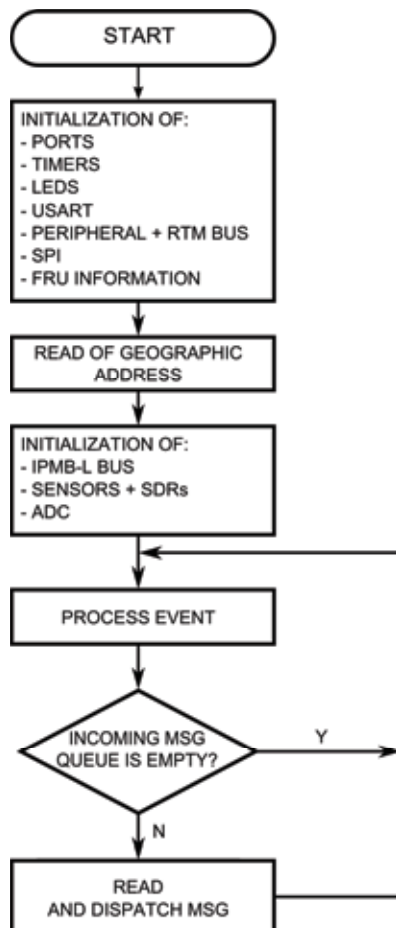 START
INITIALIZATION OF:
- PORTS
- TIMERS
- LEDS
- USART
- PERIPHERAL + RTM BUS
- SPI
- FRU INFORMATION
READ OF GEOGRAPHIC
ADDRESS
INITIALIZATION OF:
- IPMB-L BUS
- SENSORS + SDRs
- ADC
PROCESS EVENT
INCOMING MSG
QUEUE IS EMPTY?
Y
N
READ
AND DISPATCH MSG